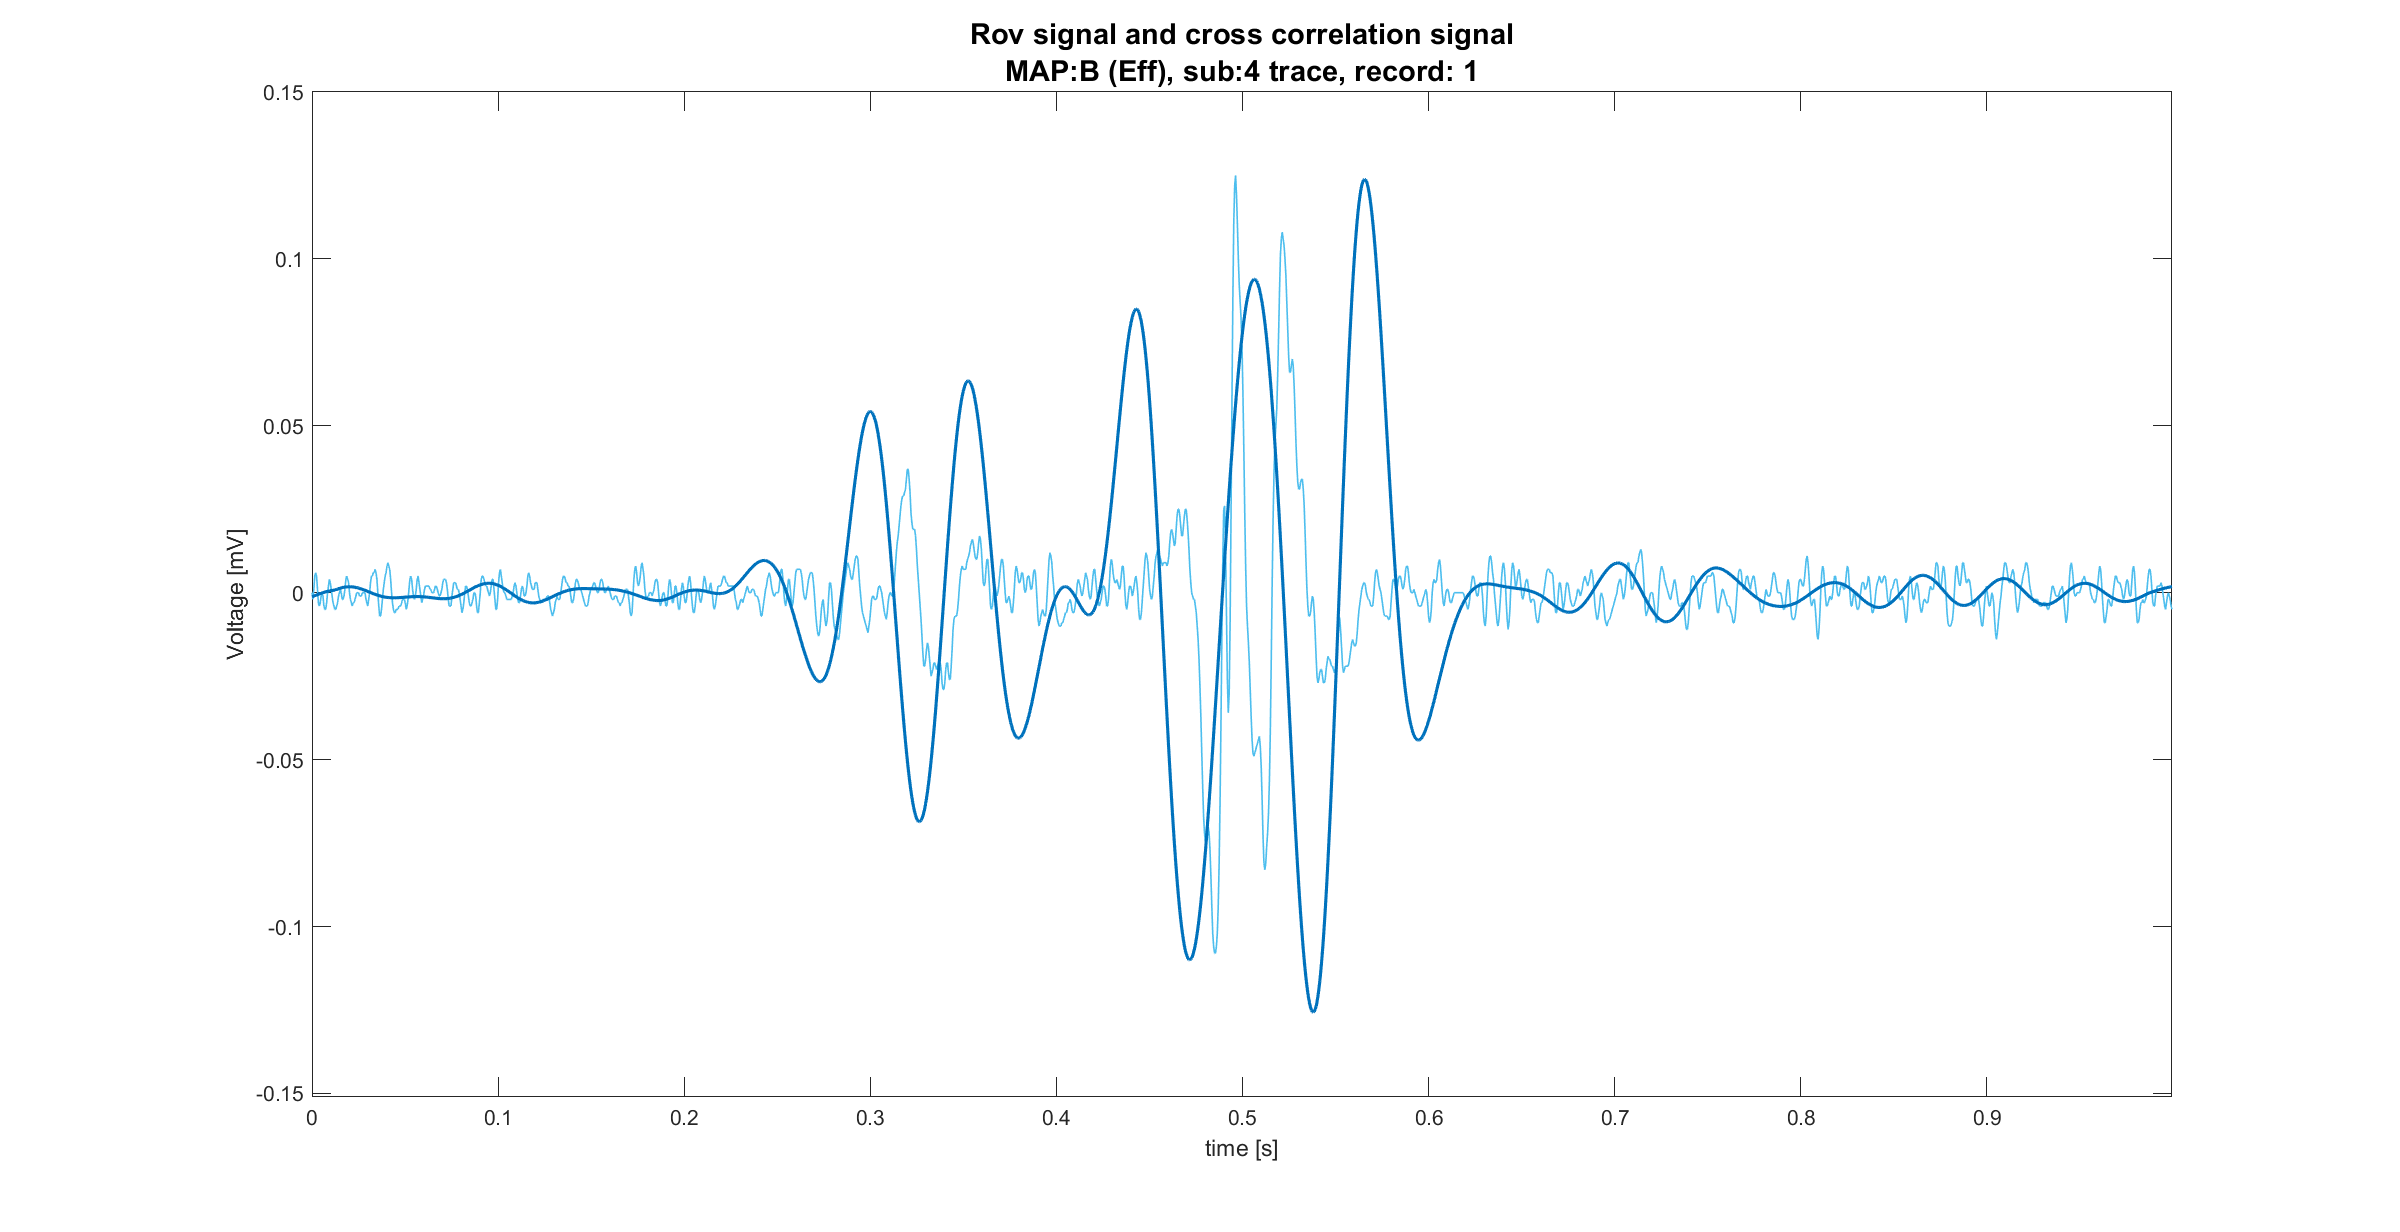 Rov signal and cross correlation signal
MAP:B (Eff), sub:4 trace, record: 1
0.15
0.1
0.05
0
-0.05
-0.1
-0.15
Voltage [mV]
0 0.1 0.2 0.3 0.4 0.5 0.6 0.7 0.8 0.9
time [s]